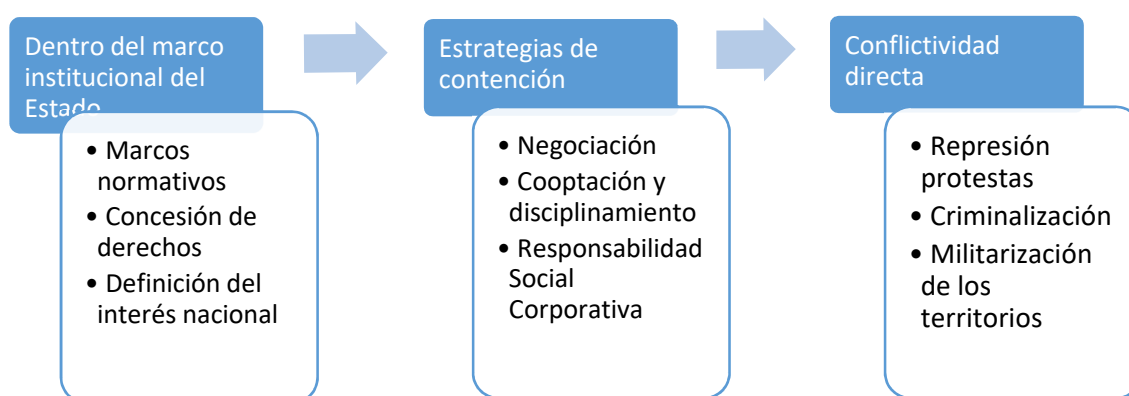 Dentro del marco
institucional del
Estado
• Marcos
normativos
• Concesión de
derechos
• Definición del
interés nacional
Estrategias de
contención
• Negociación
• Cooptación y
disciplinamiento
• Responsabilidad
Social
Corporativa
Conflictividad
directa
• Represión
protestas
• Criminalización
• Militarización
de los
territorios